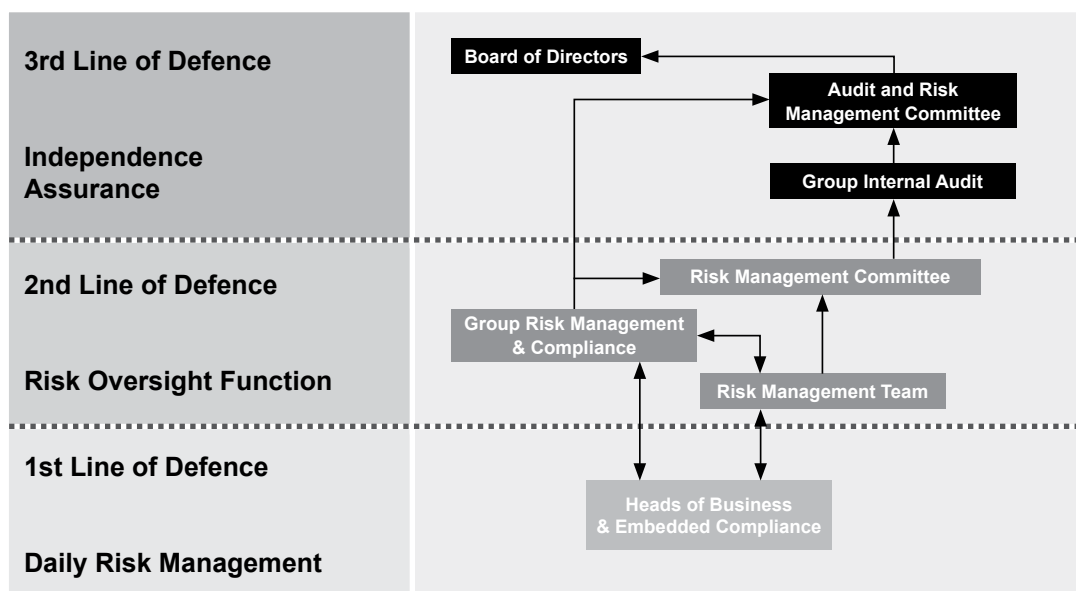 3rd Line of Defence
Independence
Assurance
Board of Directors
Audit and Risk
Management Committee
Group Internal Audit
2nd Line of Defence
Risk Oversight Function
Risk Management Committee
Group Risk Management
& Compliance
Risk Management Team
1st Line of Defence
Daily Risk Management
Heads of Business
& Embedded Compliance